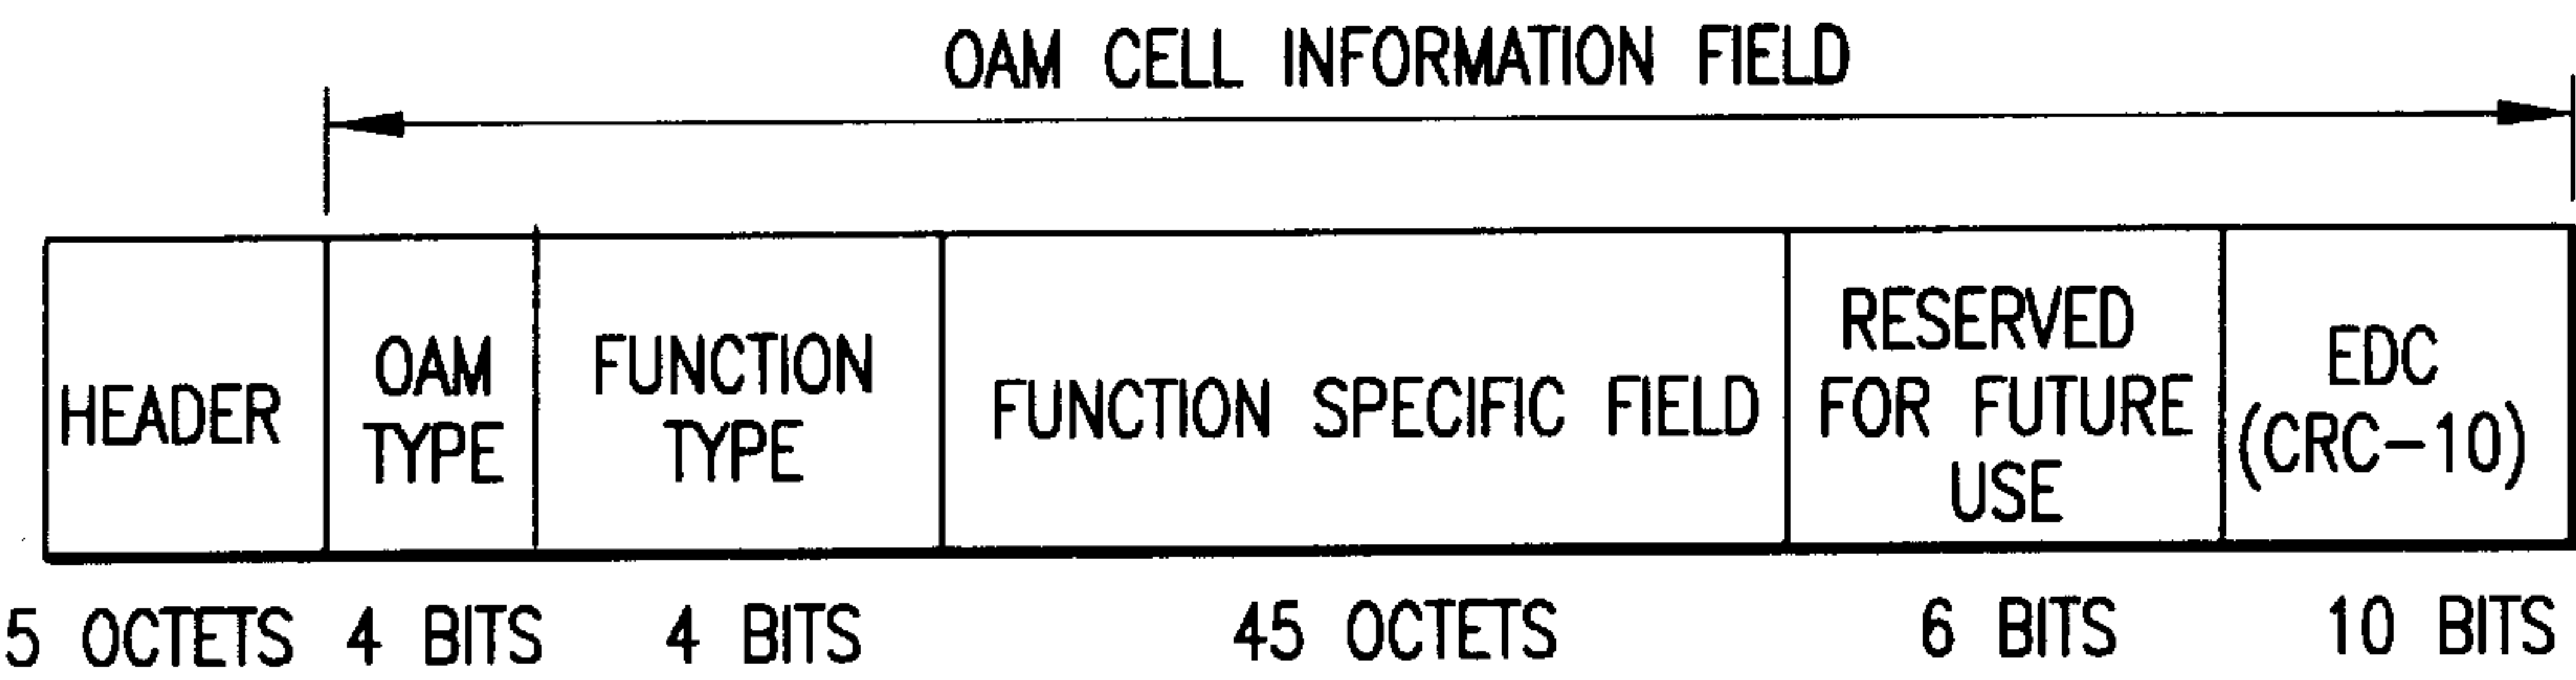 OAM CELL INFORMATION FIELD
HEADER
OAM
TYPE
FUNCTION
TYPE
FUNCTION SPECIFIC FIELD
RESERVED
FOR FUTURE
USE
EDC
(CRC-10)
5 OCTETS 4 BITS 4 BITS 45 OCTETS 6 BITS 10 BITS